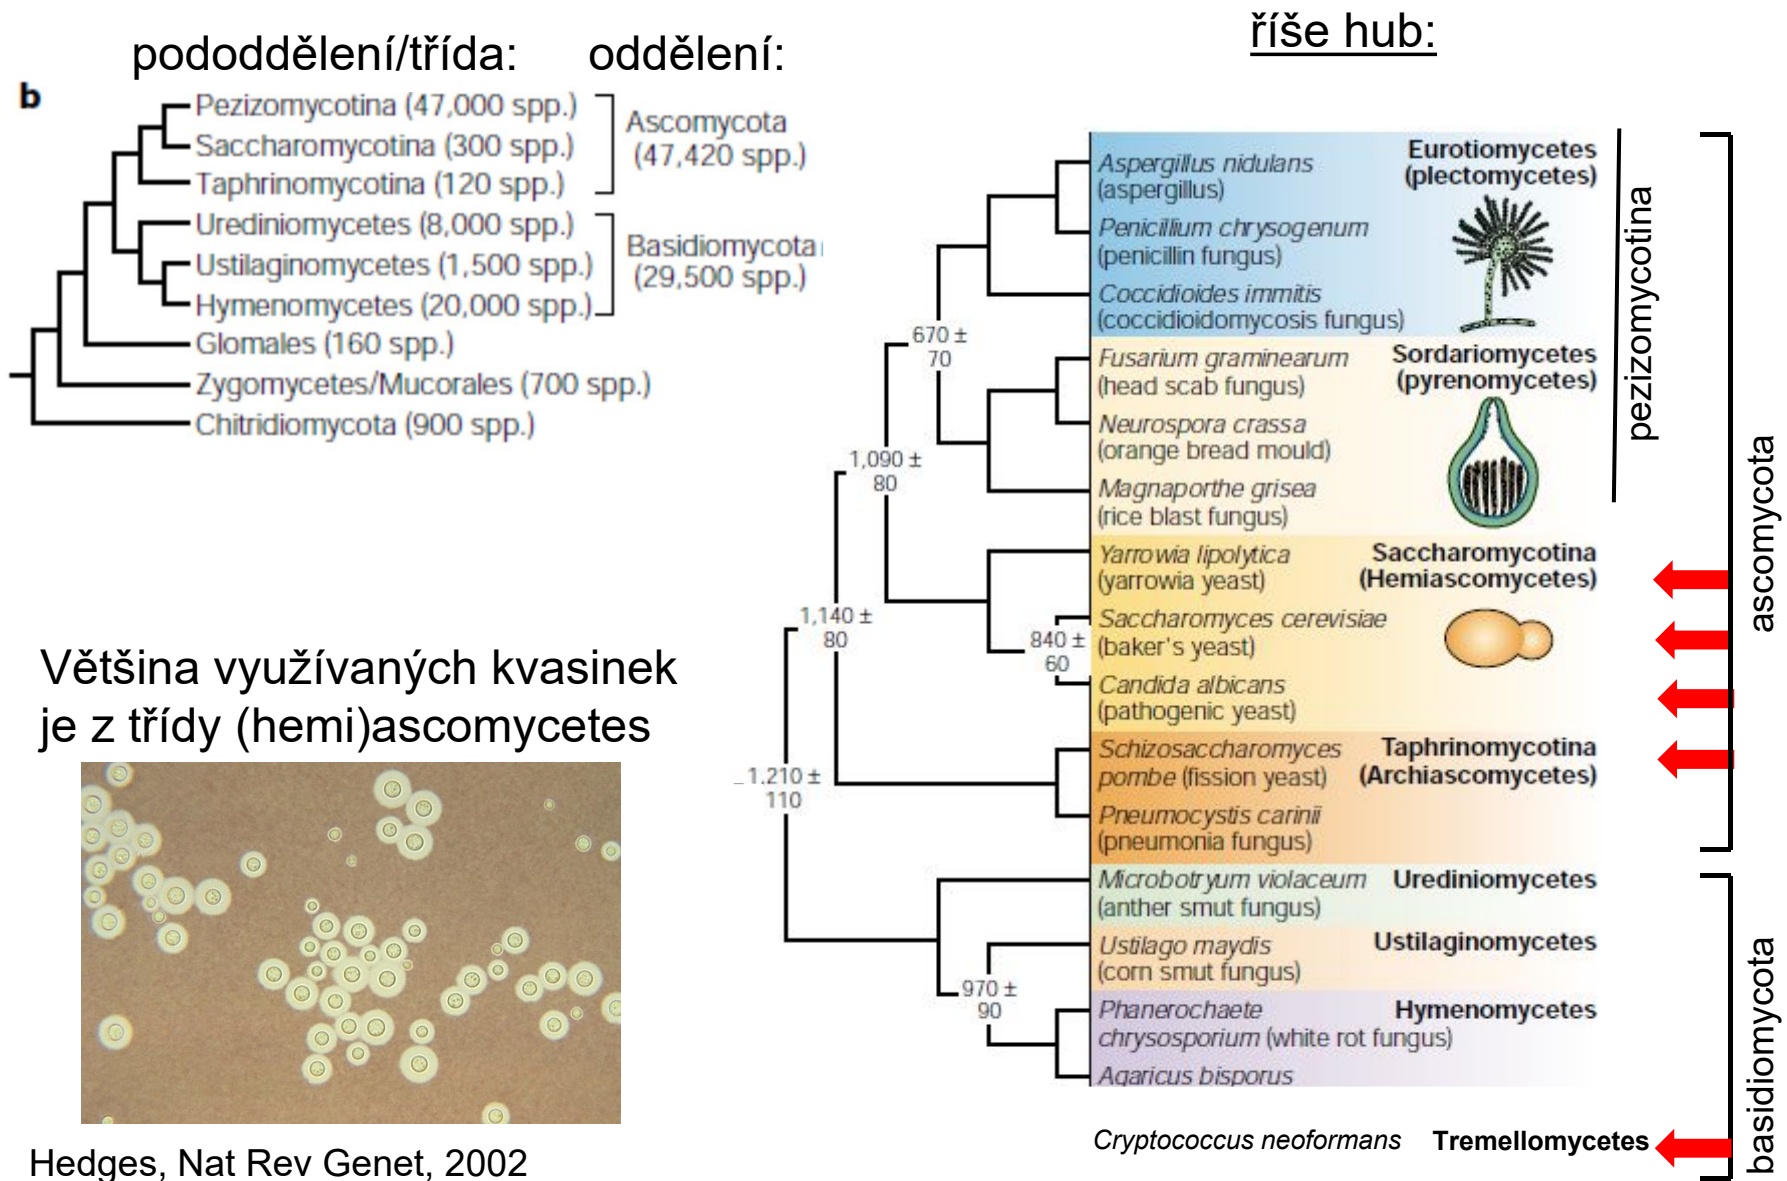 pododdělení/třída:
oddělení:
b
Pezizomycotina (47,000 spp.)
Saccharomycotina (300 spp.)
Taphrinomycotina (120 spp.)
Ascomycota
(47,420 spp.)
Urediniomycetes (8,000 spp.)
Ustilaginomycetes (1,500 spp.)
Hymenomycetes (20,000 spp.)
Basidiomycota
(29,500 spp.)
Glomales (160 spp.)
Zygomycetes/Mucorales (700 spp.)
Chitridiomycota (900 spp.)
Většina využívaných kvasinek
je z třídy (hemi)ascomycetes
Hedges, Nat Rev Genet, 2002
říše hub:
Aspergillus nidulans
(aspergillus)
Eurotiomycetes
(plectomycetes)
Penicillium chrysogenum
(penicillin fungus)
Coccidioides immitis
(coccidioidomycosis fungus)
670 ±
70
Fusarium graminearum
(head scab fungus)
Sordariomycetes
(pyrenomycetes)
Neurospora crassa
(orange bread mould)
Magnaporthe grisea
(rice blast fungus)
1,090 ±
80
Yarrowia lipolytica
(yarrowia yeast)
Saccharomycotina
(Hemiascomycetes)
Saccharomyces cerevisiae
(baker's yeast)
840 ±
60
Candida albicans
(pathogenic yeast)
1,140 ±
80
Schizosaccharomyces
pombe (fission yeast)
Taphrinomycotina
(Archiascomycetes)
Pneumocystis carinii
(pneumonia fungus)
1.210 ±
110
Microbotryum violaceum
(anther smut fungus)
Urediniomycetes
Ustilago maydis
(corn smut fungus)
Ustilaginomycetes
970 ±
90
Phanerochaete
chrysosporium (white rot fungus)
Hymenomycetes
Agaricus bisporus
Cryptococcus neoformans
Tremellomycetes
pezizomycotina
ascomycota
basidiomycota